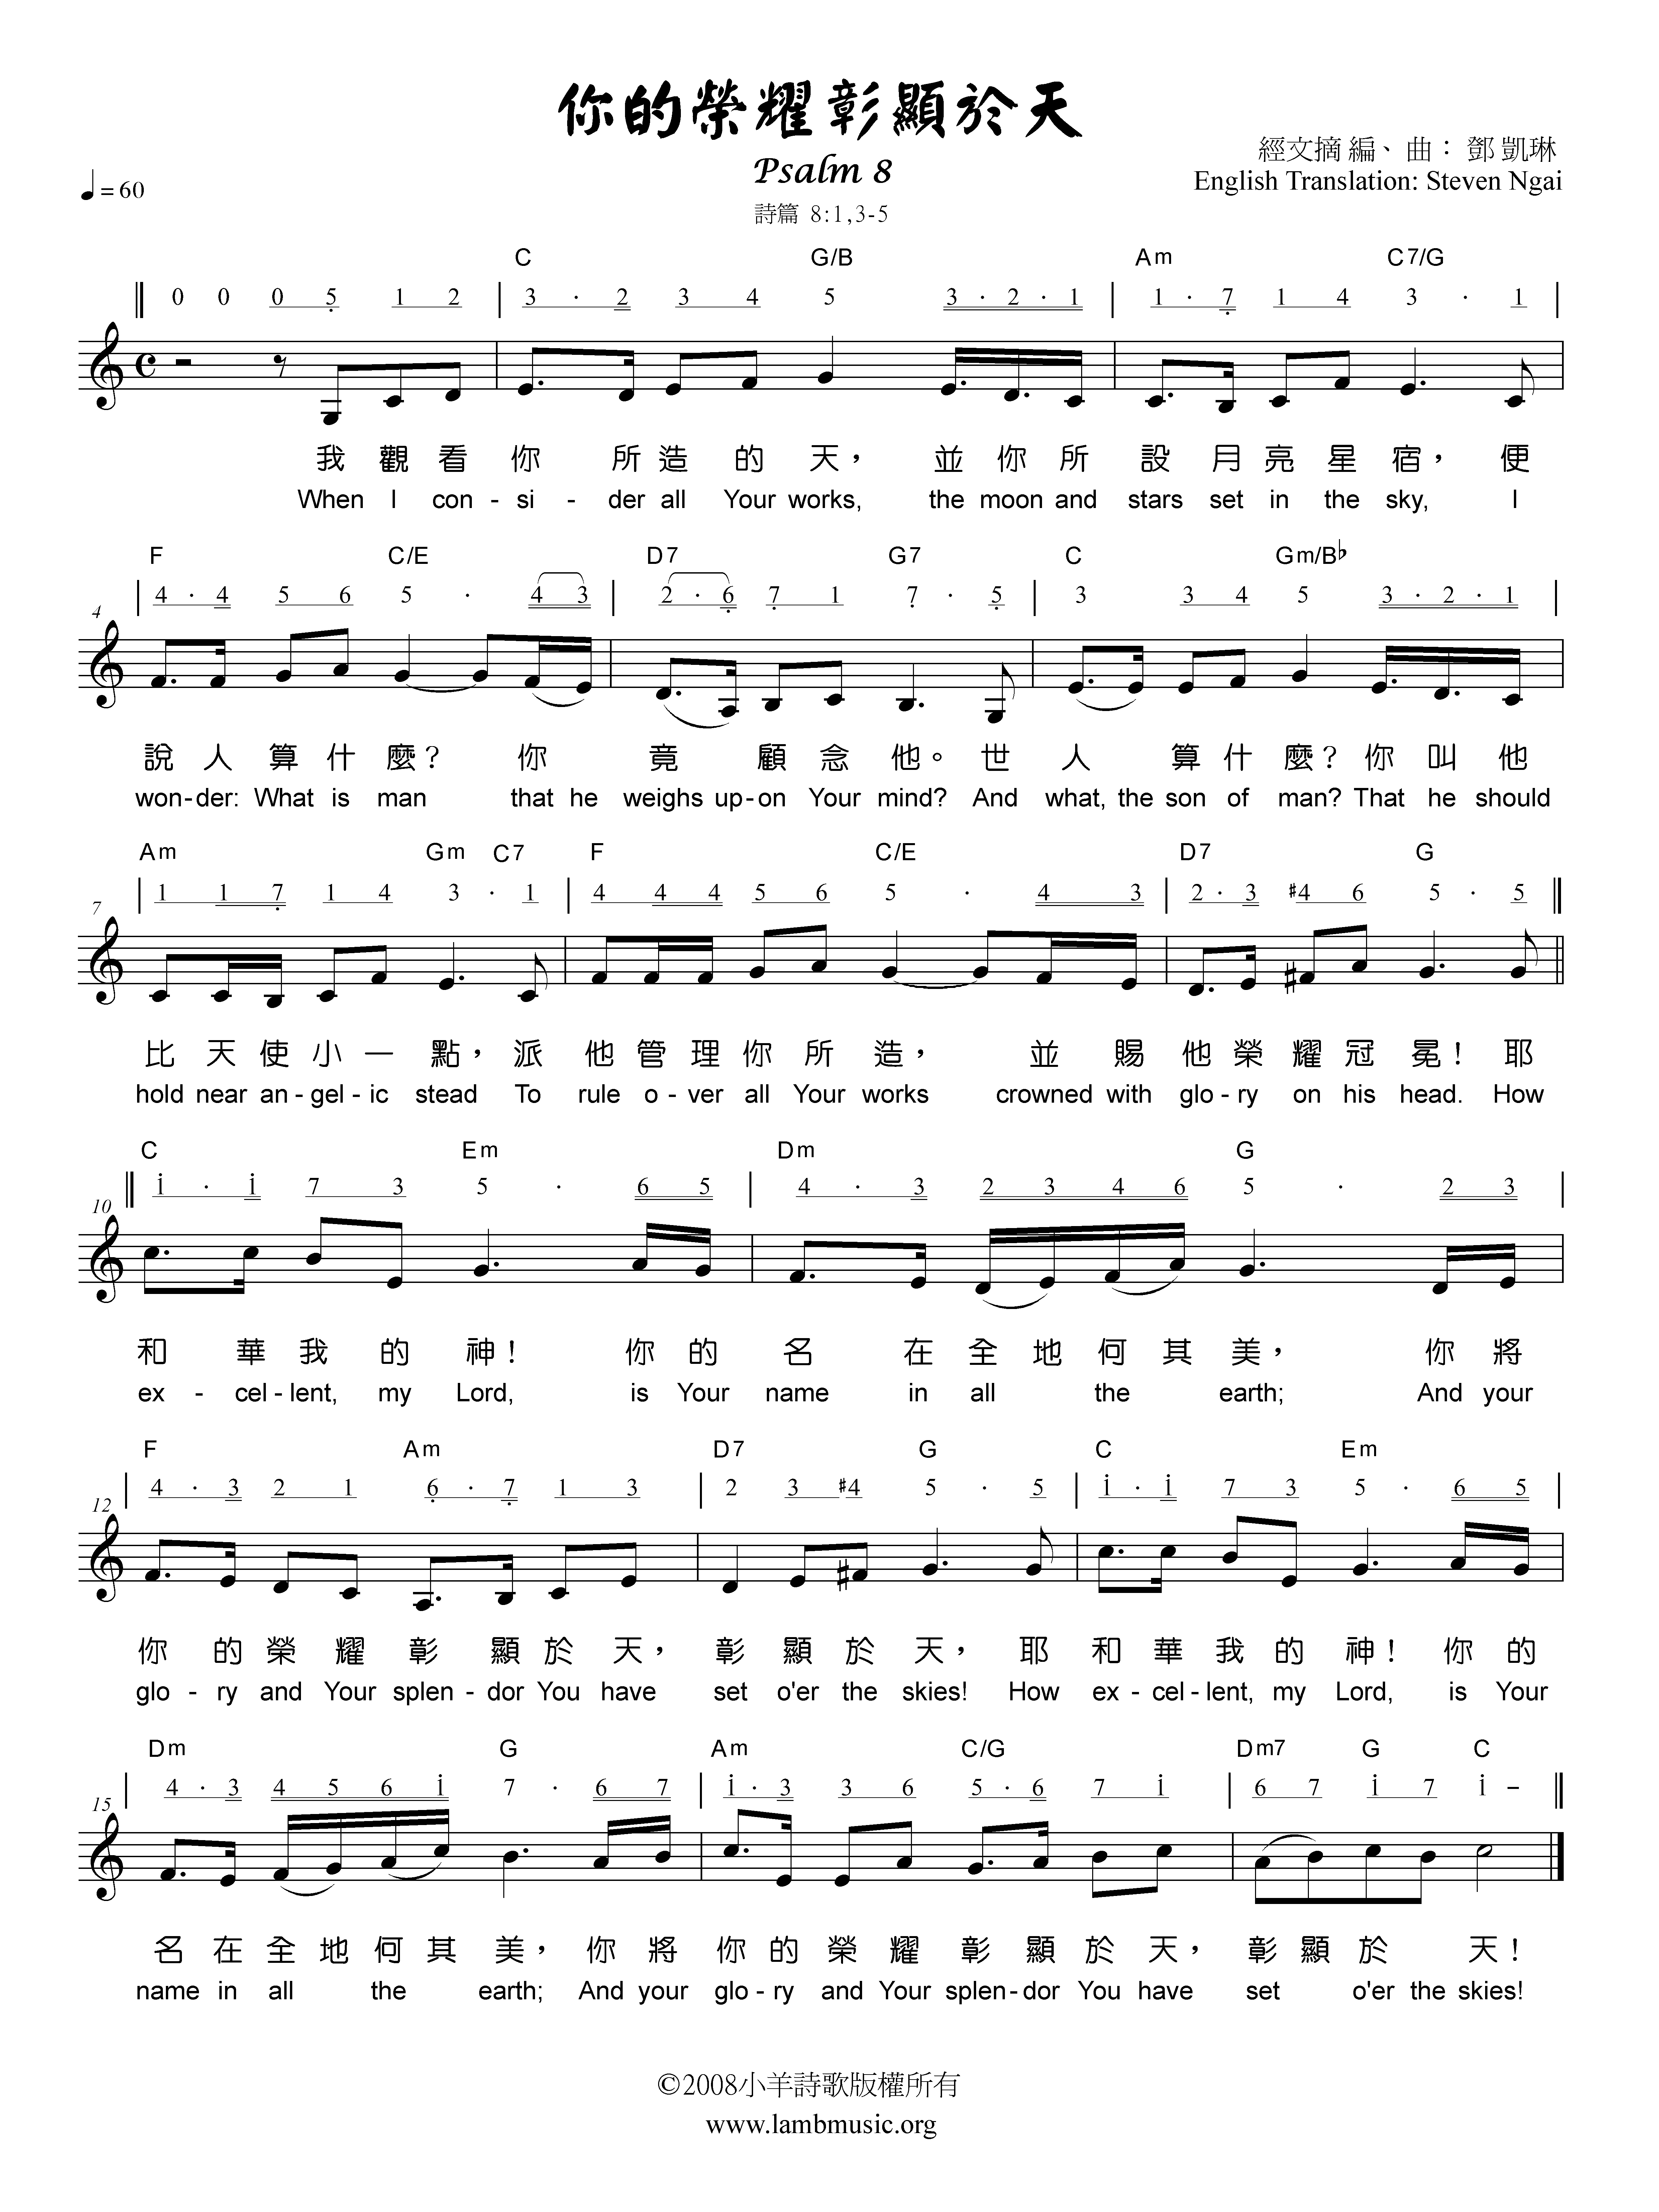 你的榮耀彰顯於天
Psalm 8
詩篇 8:1,3-5
經文摘編、曲：鄧凱琳
English Translation: Steven Ngai
♩=60
C G/B Am C7/G
0 0 0 5 1 2 | 3 · 2 3 4 5 3 · 2 · 1 | 1 · 7 1 4 3 · 1 |
我觀看你所造的天，並你所設月亮星宿，便
When I con - si - der all Your works, the moon and stars set in the sky, I
F C/E D7 G7 C Gm/B♭
| 4 · 4 5 6 5 · 4 3 | 2 · 6 7 1 7 · 5 | 3 3 4 5 3 · 2 · 1 |
4
說人算什麼？你竟顧念他。世人算什麼？你叫他
won-der: What is man that he weighs up-on Your mind? And what, the son of man? That he should
Am Gm C7 F C/E D7 G
| 1 1 7 1 4 3 · 1 | 4 4 4 5 6 5 · 4 3 | 2 · 3 #4 6 5 · 5 ||
7
比天使小一點，派他管理你所造，並賜他榮耀冠冕！耶
hold near an-gel-ic stead To rule o-ver all Your works crowned with glo-ry on his head. How
C Em Dm G
|| 1 · 1 7 3 5 · 6 5 | 4 · 3 2 3 4 6 5 · 2 3 |
10
和華我的神！你的名在全地何其美，你將
ex - cel-lent, my Lord, is Your name in all the earth; And your
F Am D7 G C Em
| 4 · 3 2 1 6 · 7 1 3 | 2 3 #4 5 · 5 | 1 · 1 7 3 5 · 6 5 |
12
你的榮耀彰顯於天，彰顯於天，耶和華我的神！你的
glo - ry and Your splen-dor You have set o'er the skies! How ex-cel-lent, my Lord, is Your
Dm G Am C/G Dm7 G C
| 4 · 3 4 5 6 1 7 · 6 7 | 1 · 3 3 6 5 · 6 7 1 | 6 7 1 7 1 – ||
15
名在全地何其美，你將你的榮耀彰顯於天，彰顯於天！
name in all the earth; And your glo-ry and Your splen-dor You have set o'er the skies!
©2008小羊詩歌版權所有
www.lambmusic.org